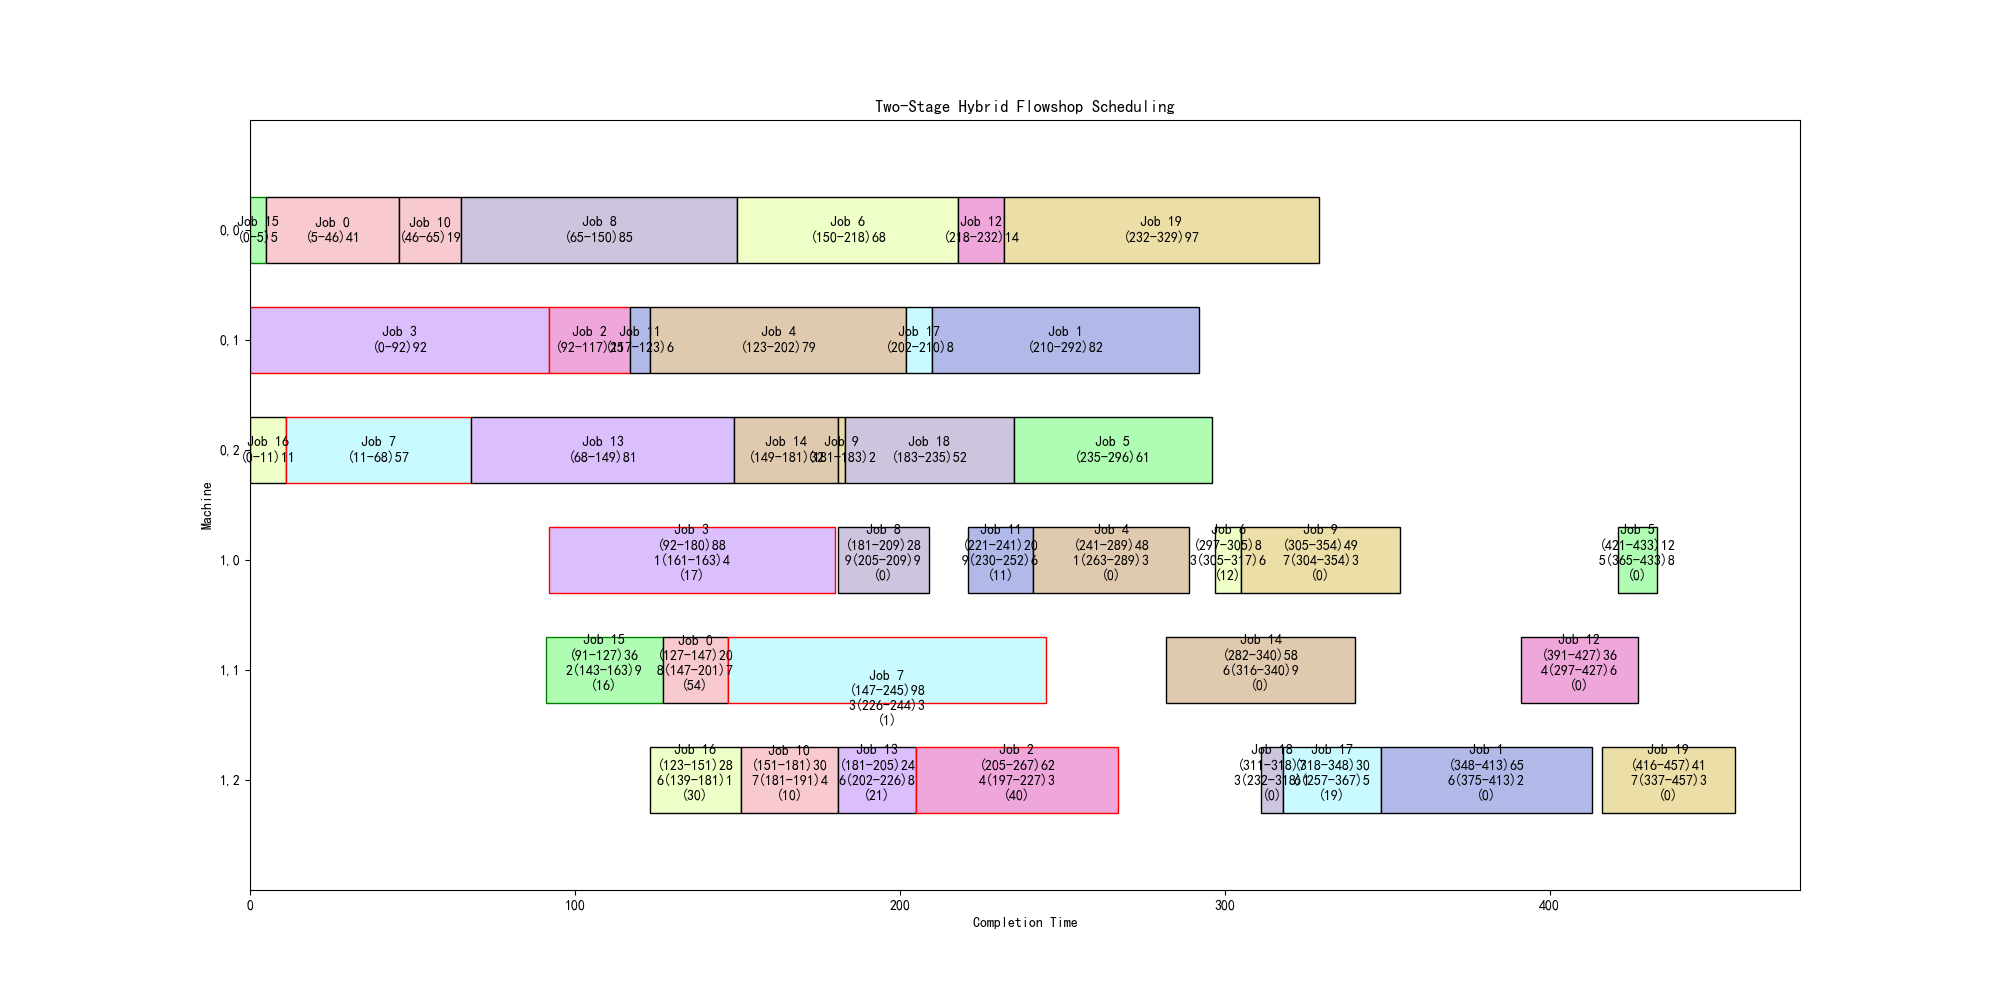 Two-Stage Hybrid Flowshop Scheduling
0,0
Job 15
(0-5)5
Job 0
(5-46)41
Job 10
(46-65)19
Job 8
(65-150)85
Job 6
(150-218)68
Job 12
(218-232)14
Job 19
(232-329)97
0,1
Job 3
(0-92)92
Job 2
(92-117)25
Job 11
(117-123)6
Job 4
(123-202)79
Job 17
(202-210)8
Job 1
(210-292)82
0,2
Job 16
(0-11)11
Job 7
(11-68)57
Job 13
(68-149)81
Job 14
(149-181)32
Job 9
(181-183)2
Job 18
(183-235)52
Job 5
(235-296)61
1,0
Job 3
(92-180)88
1(161-163)4
(17)
Job 8
(181-209)28
9(205-209)9
(0)
Job 11
(221-241)20
9(230-252)6
(11)
Job 4
(241-289)48
1(263-289)3
(0)
Job 6
(297-305)8
3(305-317)6
(12)
Job 9
(305-354)49
7(304-354)3
(0)
Job 5
(421-433)12
5(365-433)8
(0)
1,1
Job 15
(91-127)36
2(143-163)9
(16)
Job 0
(127-147)20
8(147-201)7
(54)
Job 7
(147-245)98
3(226-244)3
(1)
Job 14
(282-340)58
6(316-340)9
(0)
Job 12
(391-427)36
4(297-427)6
(0)
1,2
Job 16
(123-151)28
6(139-181)1
(30)
Job 10
(151-181)30
7(181-191)4
(10)
Job 13
(181-205)24
6(202-226)8
(21)
Job 2
(205-267)62
4(197-227)3
(40)
Job 18
(311-318)7
(0)
Job 17
(318-348)30
6(257-367)5
(19)
Job 1
(348-413)65
6(375-413)2
(0)
Job 19
(416-457)41
7(337-457)3
(0)
Machine
0
100
200
300
400
Completion Time